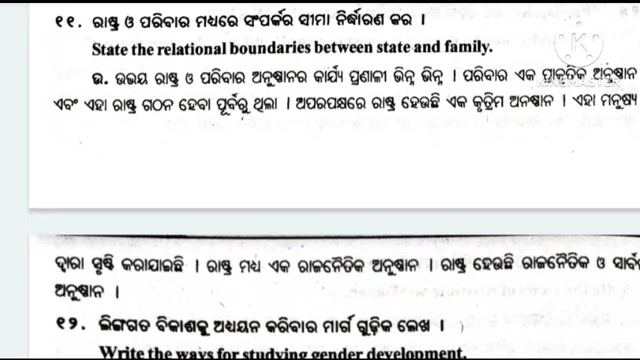 ୧୧. ରାଷ୍ଟ୍ର ଓ ପରିବାର ମଧ୍ୟରେ ସଂପର୍କର ସୀମା ନିର୍ଦ୍ଧାରଣ କର ।
State the relational boundaries between state and family.
ଉ. ଉଭୟ ରାଷ୍ଟ୍ର ଓ ପରିବାର ଅନୁଷ୍ଠାନର କାର୍ଯ୍ୟ ପ୍ରଣାଳୀ ଭିନ୍ନ ଭିନ୍ନ । ପରିବାର ଏକ ପ୍ରାକୃତିକ ଅନୁଷ୍ଠାନ
ଏବଂ ଏହା ରାଷ୍ଟ୍ର ଗଠନ ହେବା ପୂର୍ବରୁ ଥିଲା । ଅପରପକ୍ଷରେ ରାଷ୍ଟ୍ର ହେଉଛି ଏକ କୃତ୍ରିମ ଅନଷ୍ଠାନ । ଏହା ମନୁଷ୍ୟ
ଦ୍ୱାରା ସୃଷ୍ଟି କରାଯାଇଛି । ରାଷ୍ଟ୍ର ମଧ୍ୟ ଏକ ରାଜନୈତିକ ଅନୁଷ୍ଠାନ । ରାଷ୍ଟ୍ର ହେଉଛି ରାଜନୈତିକ ଓ
ଅନୁଷ୍ଠାନ ।
୧୨. ଲିଙ୍ଗଗତ ବିକାଶକୁ ଅଧ୍ୟୟନ କରିବାର ମାର୍ଗ ଗୁଡ଼ିକ ଲେଖ ।
Write the ways for studying gender development.